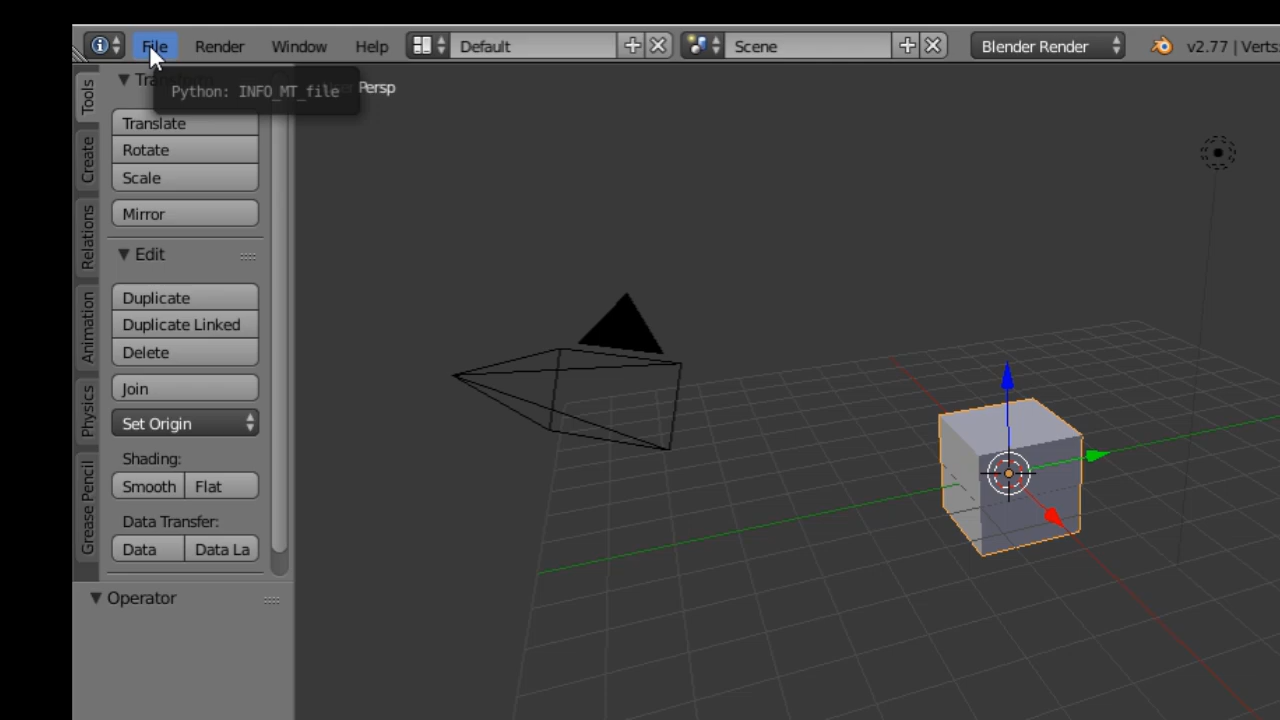 File Render Window Help Default Scene Blender Render v2.77 | Verts
Persp
Python: INFO_MT_file
Tools
Create
Relations
Animation
Physics
Grease Pencil
Translate
Rotate
Scale
Mirror
Edit
Duplicate
Duplicate Linked
Delete
Join
Set Origin
Shading:
Smooth Flat
Data Transfer:
Data Data La
Operator